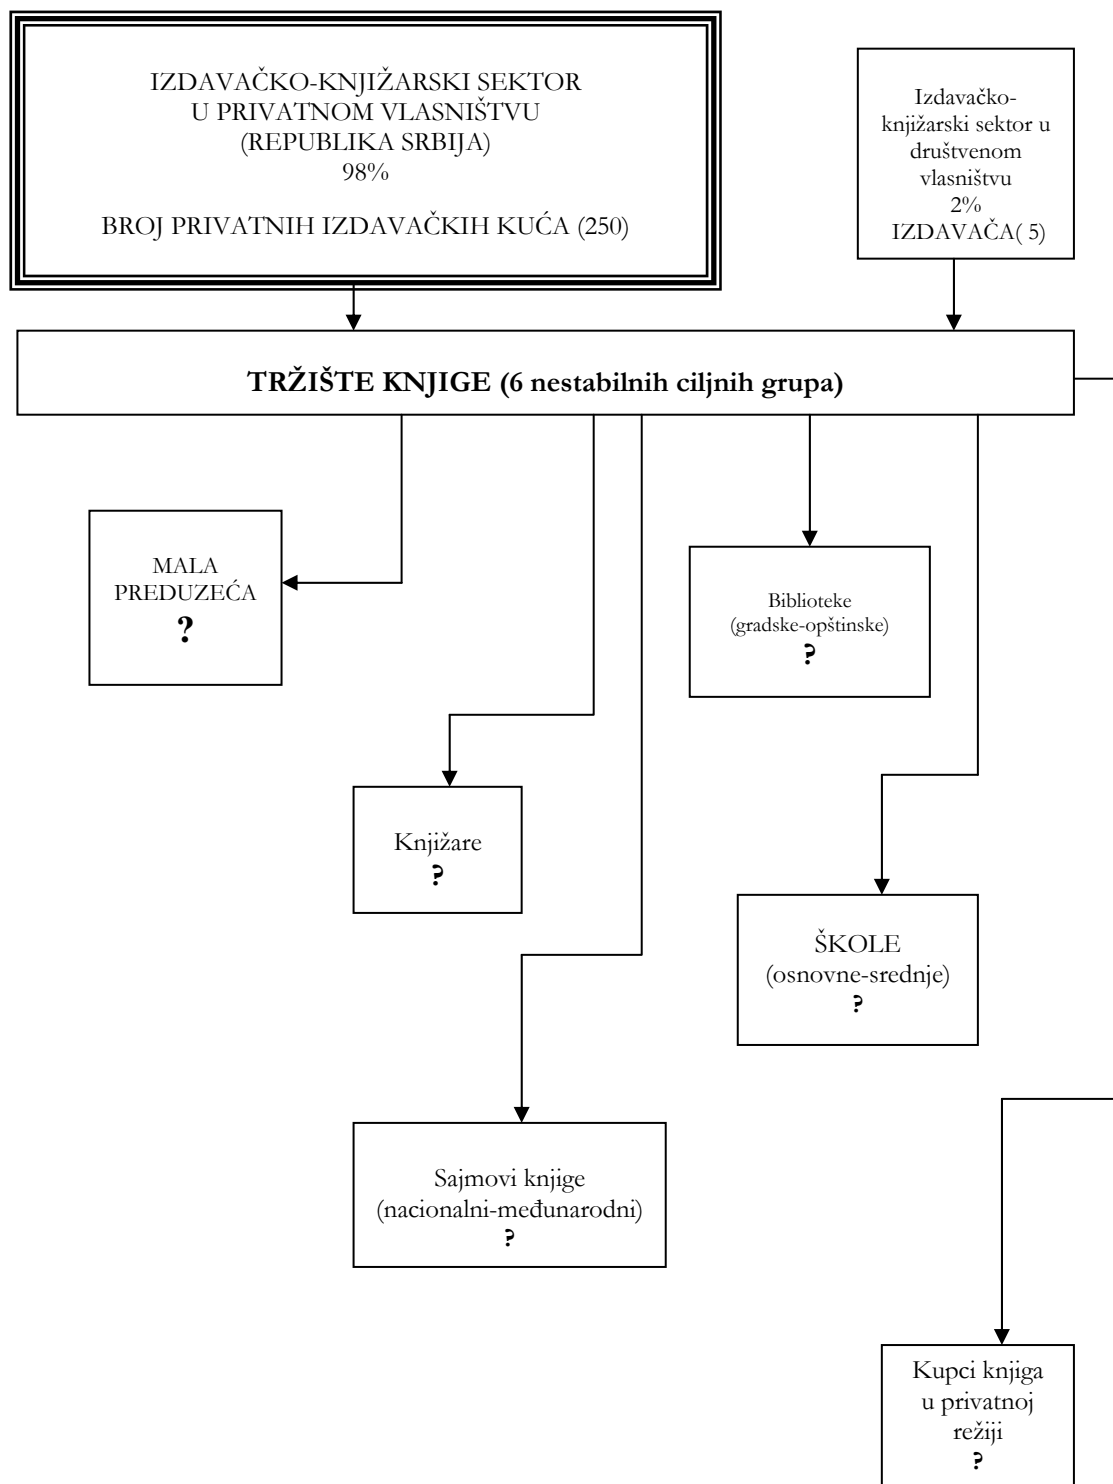 IZDAVAČKO-KNJIŽARSKI SEKTOR
U PRIVATNOM VLASNIŠTVU
(REPUBLIKA SRBIJA)
98%
BROJ PRIVATNIH IZDAVAČKIH KUĆA (250)
Izdavačko-
knjižarski sektor u
društvenom
vlasništvu
2%
IZDAVAČA( 5)
TRŽIŠTE KNJIGE (6 nestabilnih ciljnih grupa)
MALA
PREDUZEĆA
?
Biblioteke
(gradske-opštinske)
?
Knjižare
?
ŠKOLE
(osnovne-srednje)
?
Sajmovi knjige
(nacionalni-međunarodni)
?
Kupci knjiga
u privatnoj
režiji
?